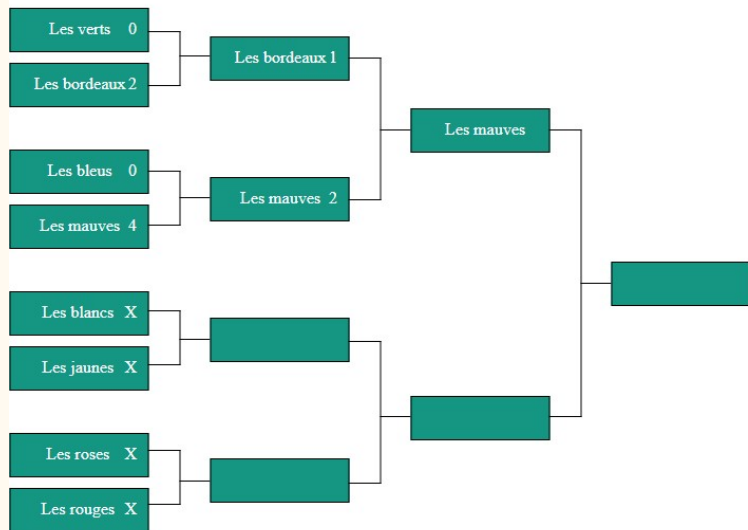 Les verts 0
Les bordeaux 2
Les bordeaux 1
Les mauves
Les bleus 0
Les mauves 4
Les mauves 2
Les blancs X
Les jaunes X
Les roses X
Les rouges X